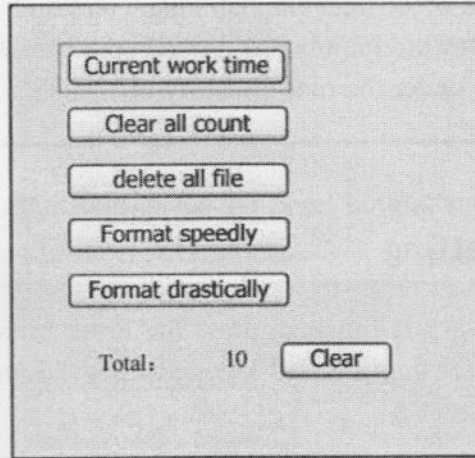 Current work time
Clear all count
delete all file
Format speedly
Format drastically
Total: 10 Clear